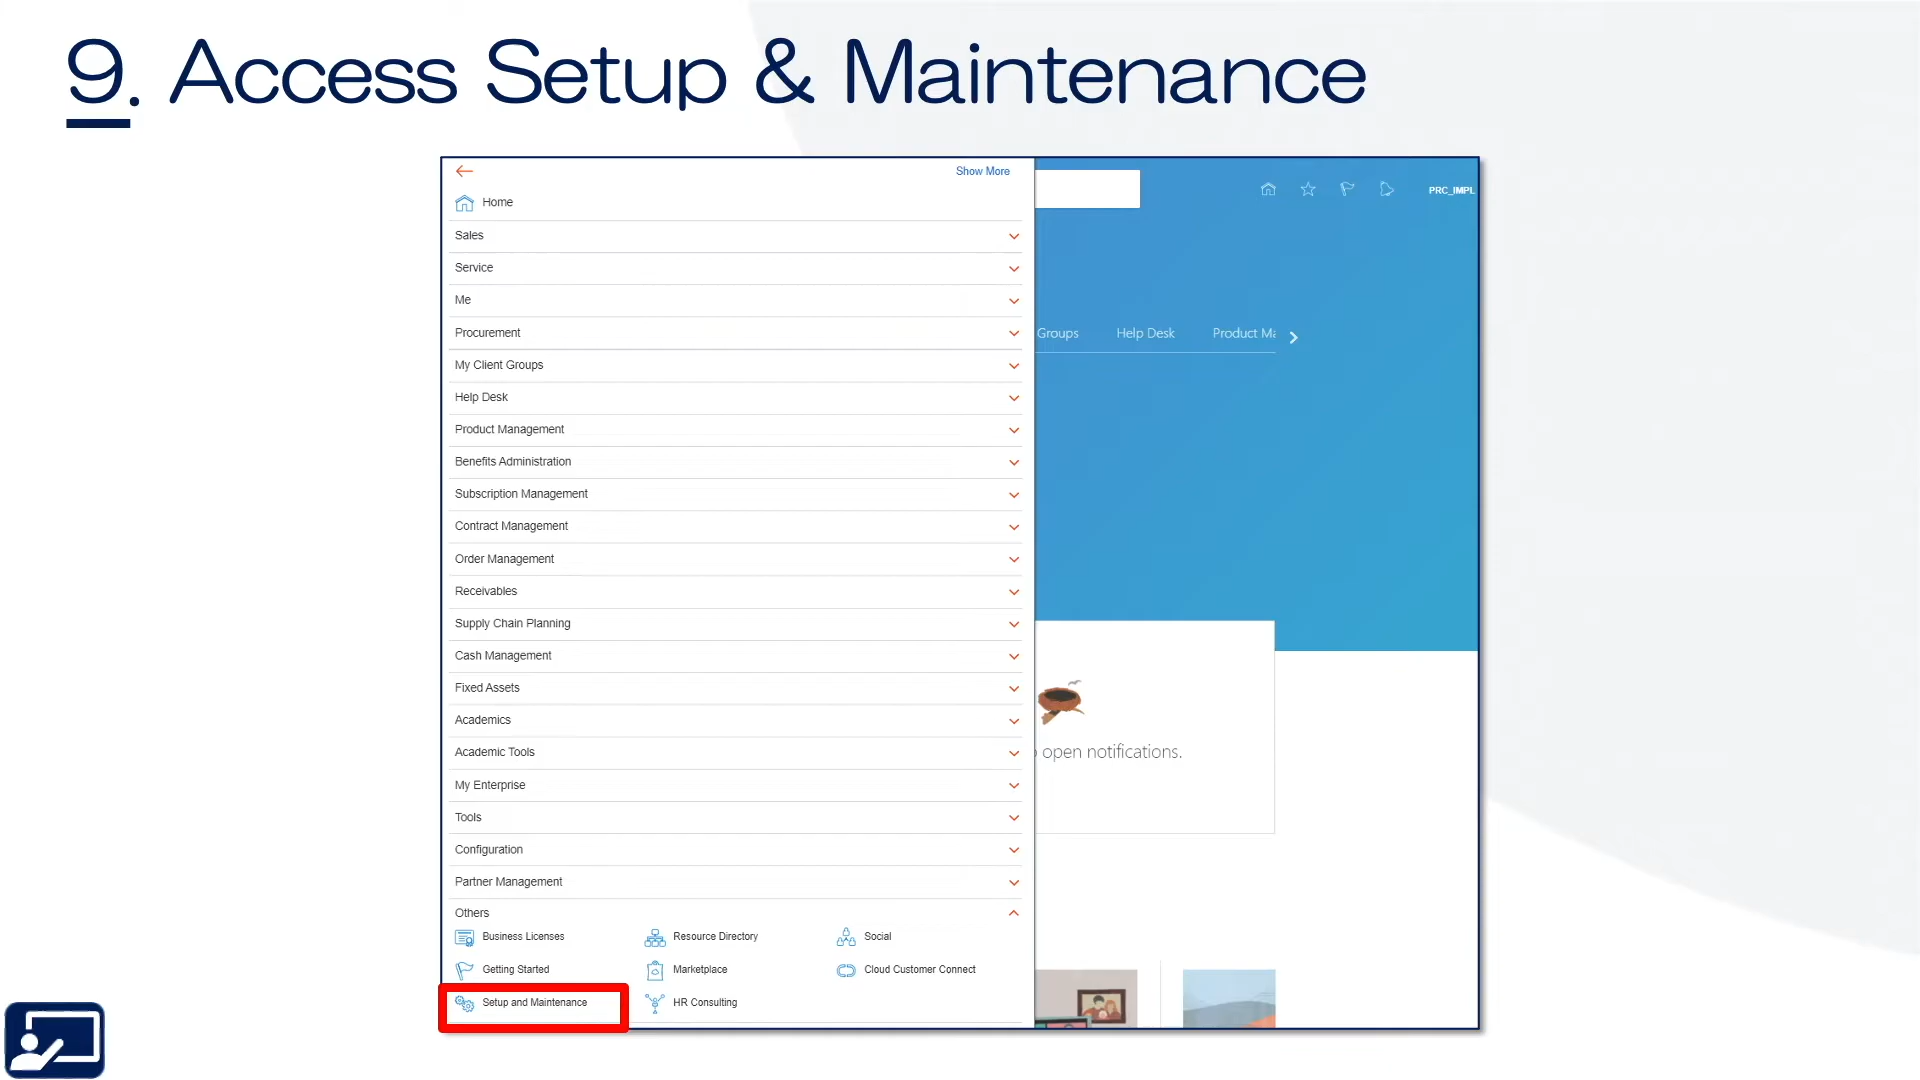 9. Access Setup & Maintenance
Show More
Home
PRC_IMPL
Sales
Service
Me
Procurement
Groups Help Desk Product Ma
My Client Groups
Help Desk
Product Management
Benefits Administration
Subscription Management
Contract Management
Order Management
Receivables
Supply Chain Planning
Cash Management
Fixed Assets
Academics
Academic Tools
open notifications.
My Enterprise
Tools
Configuration
Partner Management
Others
Business Licenses Resource Directory Social
Getting Started Marketplace Cloud Customer Connect
Setup and Maintenance HR Consulting